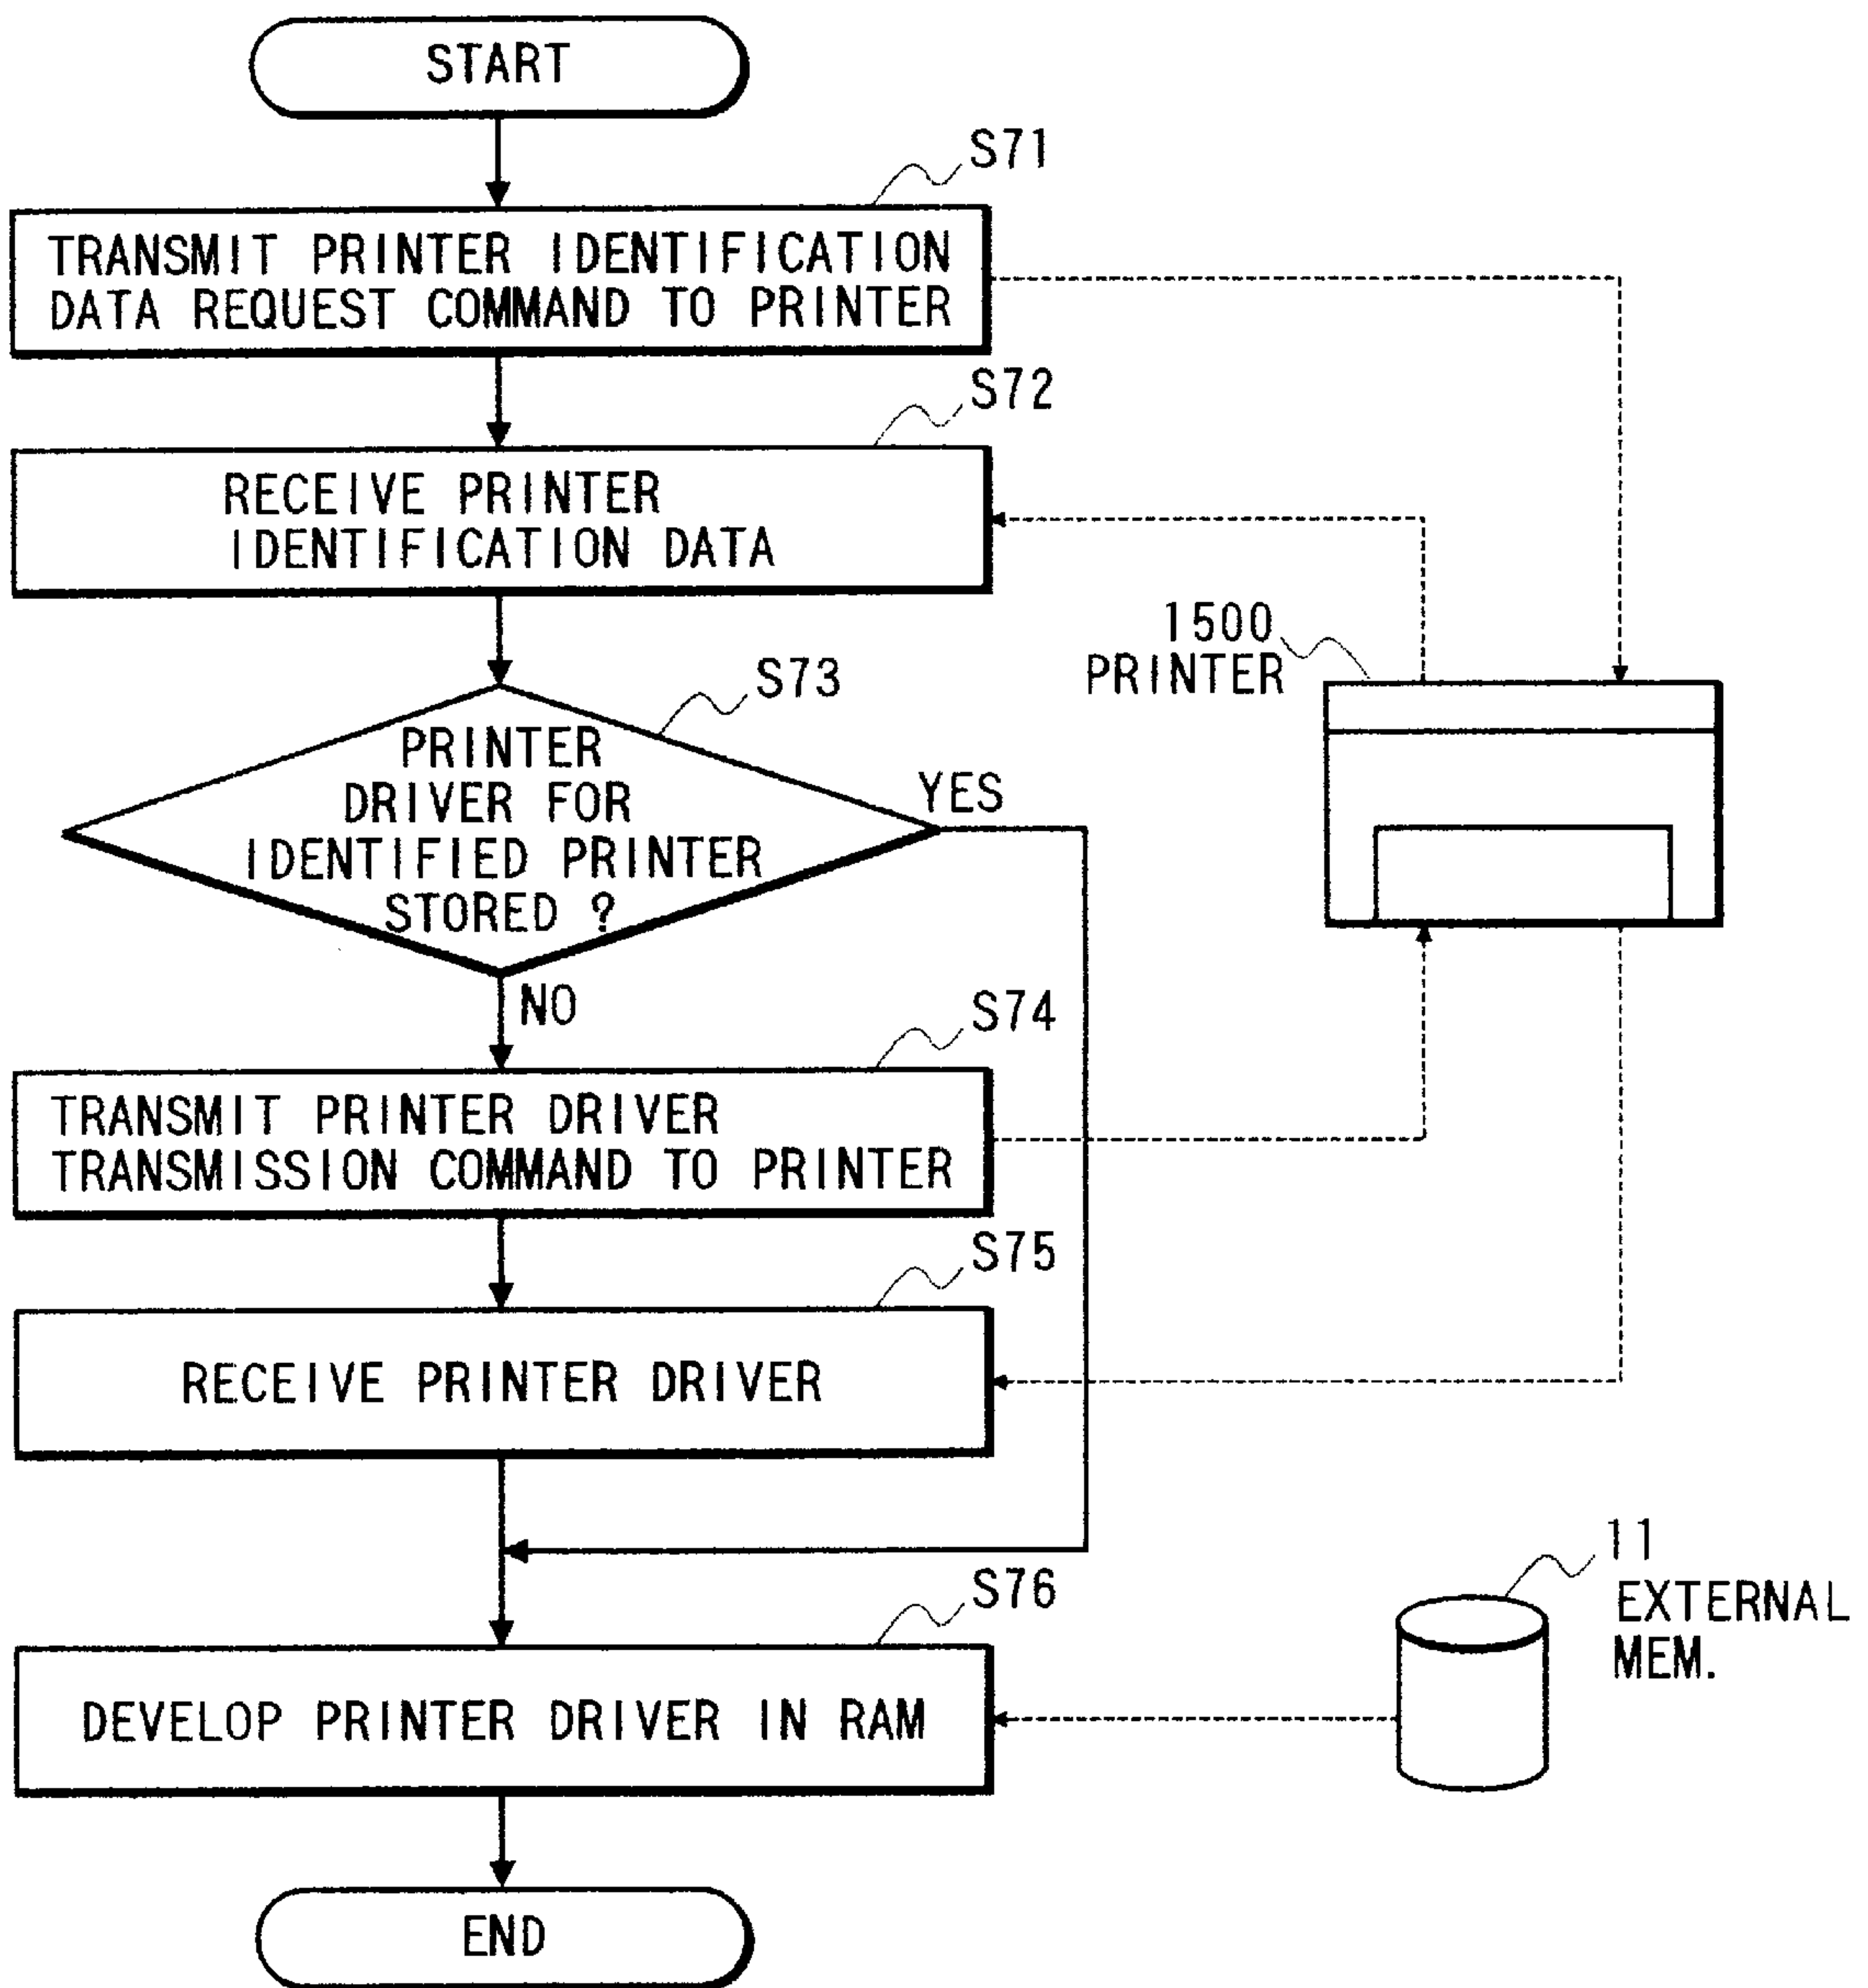 START
S71
TRANSMIT PRINTER IDENTIFICATION
DATA REQUEST COMMAND TO PRINTER
S72
RECEIVE PRINTER
IDENTIFICATION DATA
1500
PRINTER
S73
PRINTER
DRIVER FOR
IDENTIFIED PRINTER
STORED ?
YES
NO
S74
TRANSMIT PRINTER DRIVER
TRANSMISSION COMMAND TO PRINTER
S75
RECEIVE PRINTER DRIVER
11
EXTERNAL
MEM.
S76
DEVELOP PRINTER DRIVER IN RAM
END